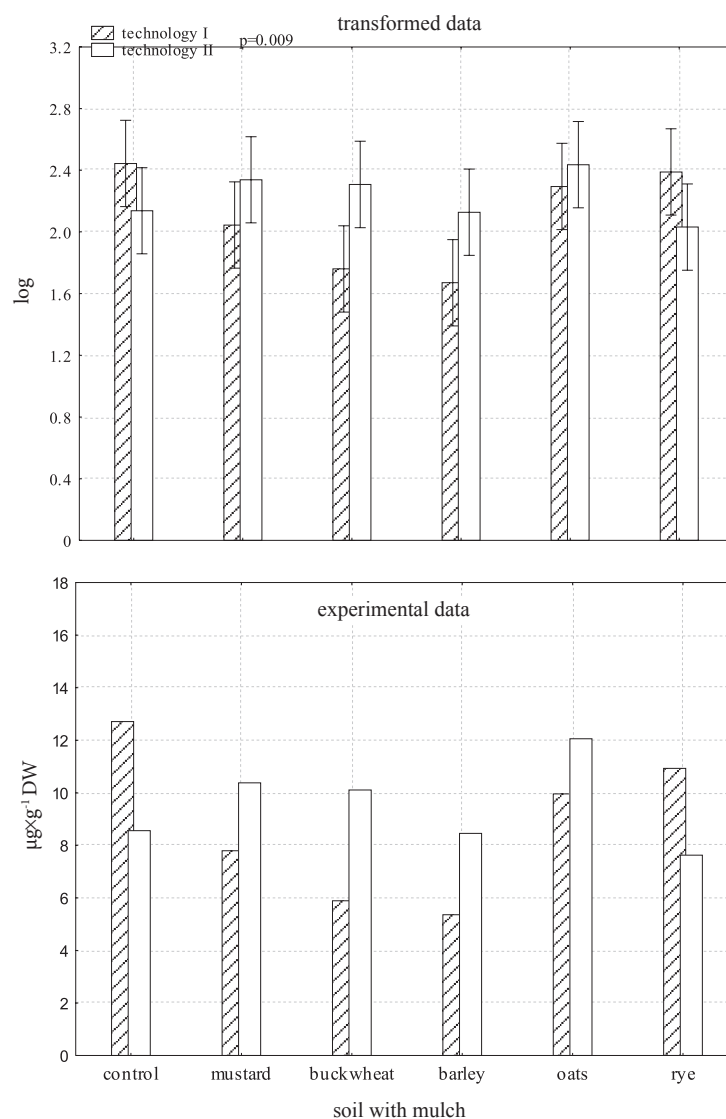 transformed data
technology I
technology II
p=0.009
3.2
2.8
2.4
2.0
1.6
1.2
0.8
0.4
0
log
18
16
14
12
10
8
6
4
2
0
experimental data
µg×g⁻¹ DW
control mustard buckwheat barley oats rye
soil with mulch